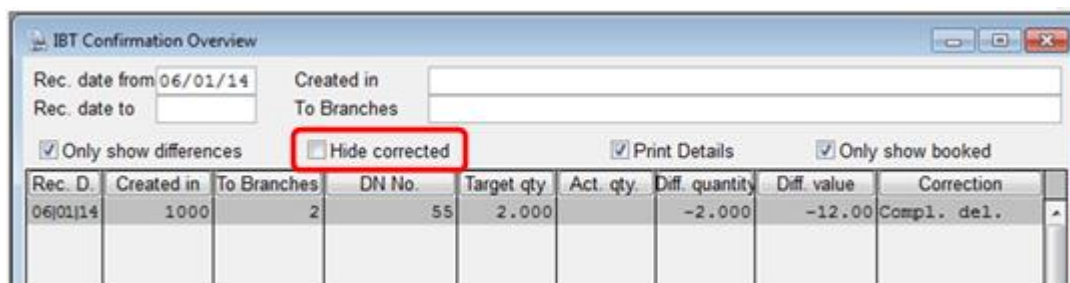 IBT Confirmation Overview
Rec. date from 06/01/14 Created in
Rec. date to To Branches
Only show differences Hide corrected Print Details Only show booked
Rec. D. Created in To Branches DN No. Target qty Act. qty. Diff. quantity Diff. value Correction
06|01|14 1000 2 55 2.000 -2.000 -12.00 Compl. del.